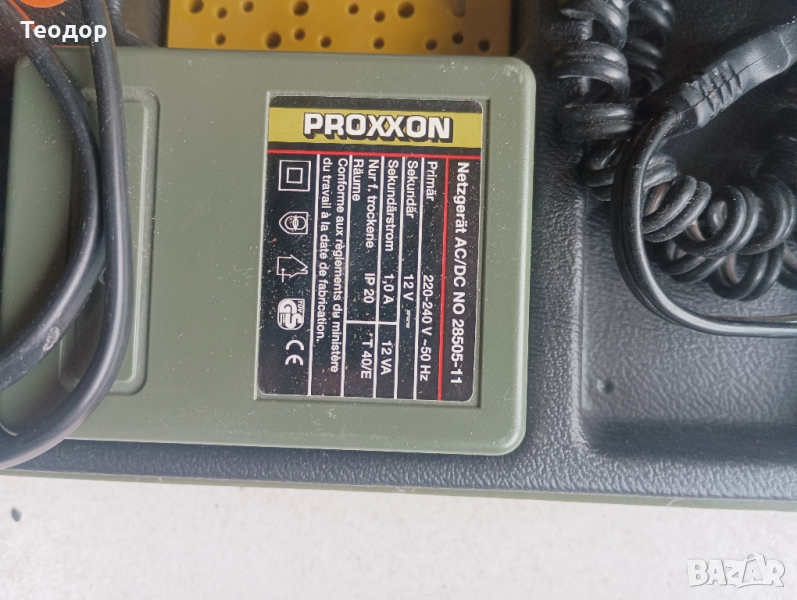 Теодор
PROXXON
Netzgerät AC/DC NO 28505-11
Primär 220-240 V ~50 Hz
Sekundär 12 V
Sekundärstrom 1,0 A 12 VA
Nur f. trockene Räume IP 20 T 40/E
Conforme aux règlements du ministère
du travail à la date de fabrication.
GS
CE
BAZAR